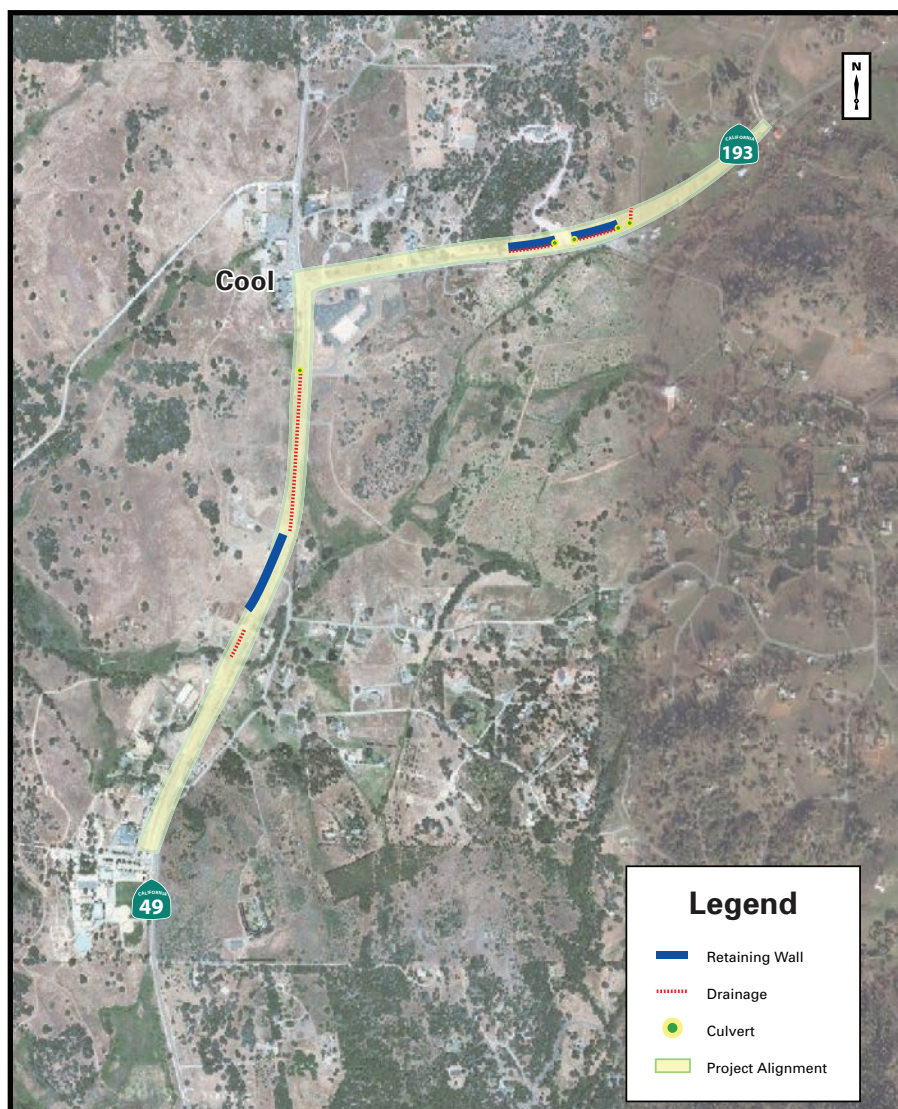 N
CALIFORNIA
193
Cool
CALIFORNIA
49
Legend
Retaining Wall
Drainage
Culvert
Project Alignment